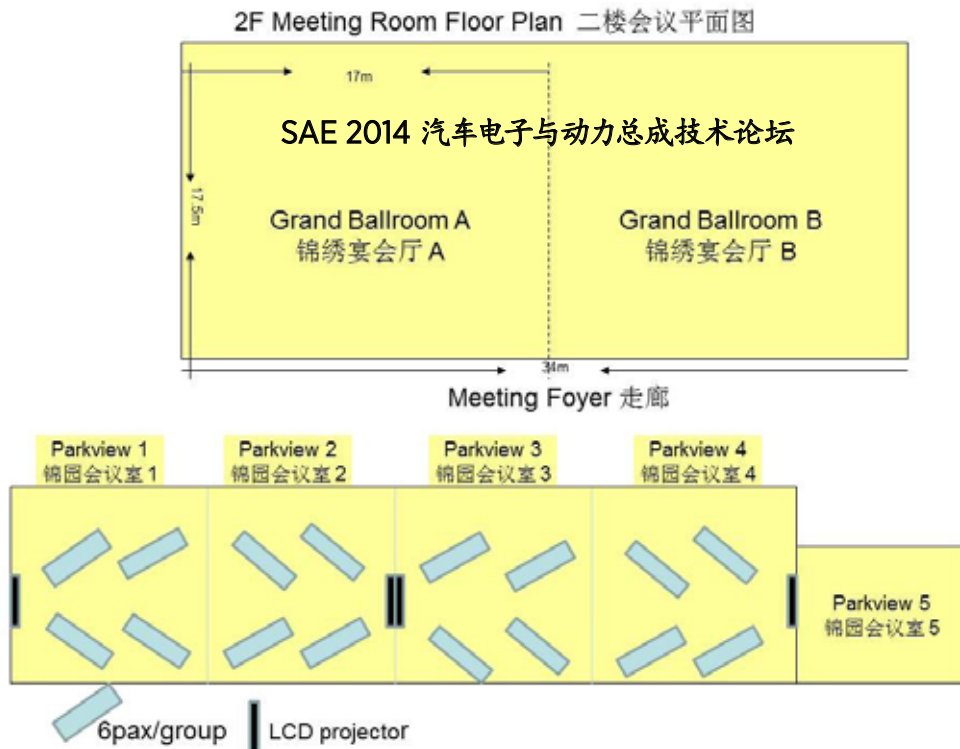 2F Meeting Room Floor Plan 二楼会议平面图
17m
SAE 2014 汽车电子与动力总成技术论坛
17.5m
Grand Ballroom A
锦绣宴会厅 A
Grand Ballroom B
锦绣宴会厅 B
34m
Meeting Foyer 走廊
Parkview 1
锦园会议室 1
Parkview 2
锦园会议室 2
Parkview 3
锦园会议室 3
Parkview 4
锦园会议室 4
Parkview 5
锦园会议室 5
6pax/group
LCD projector